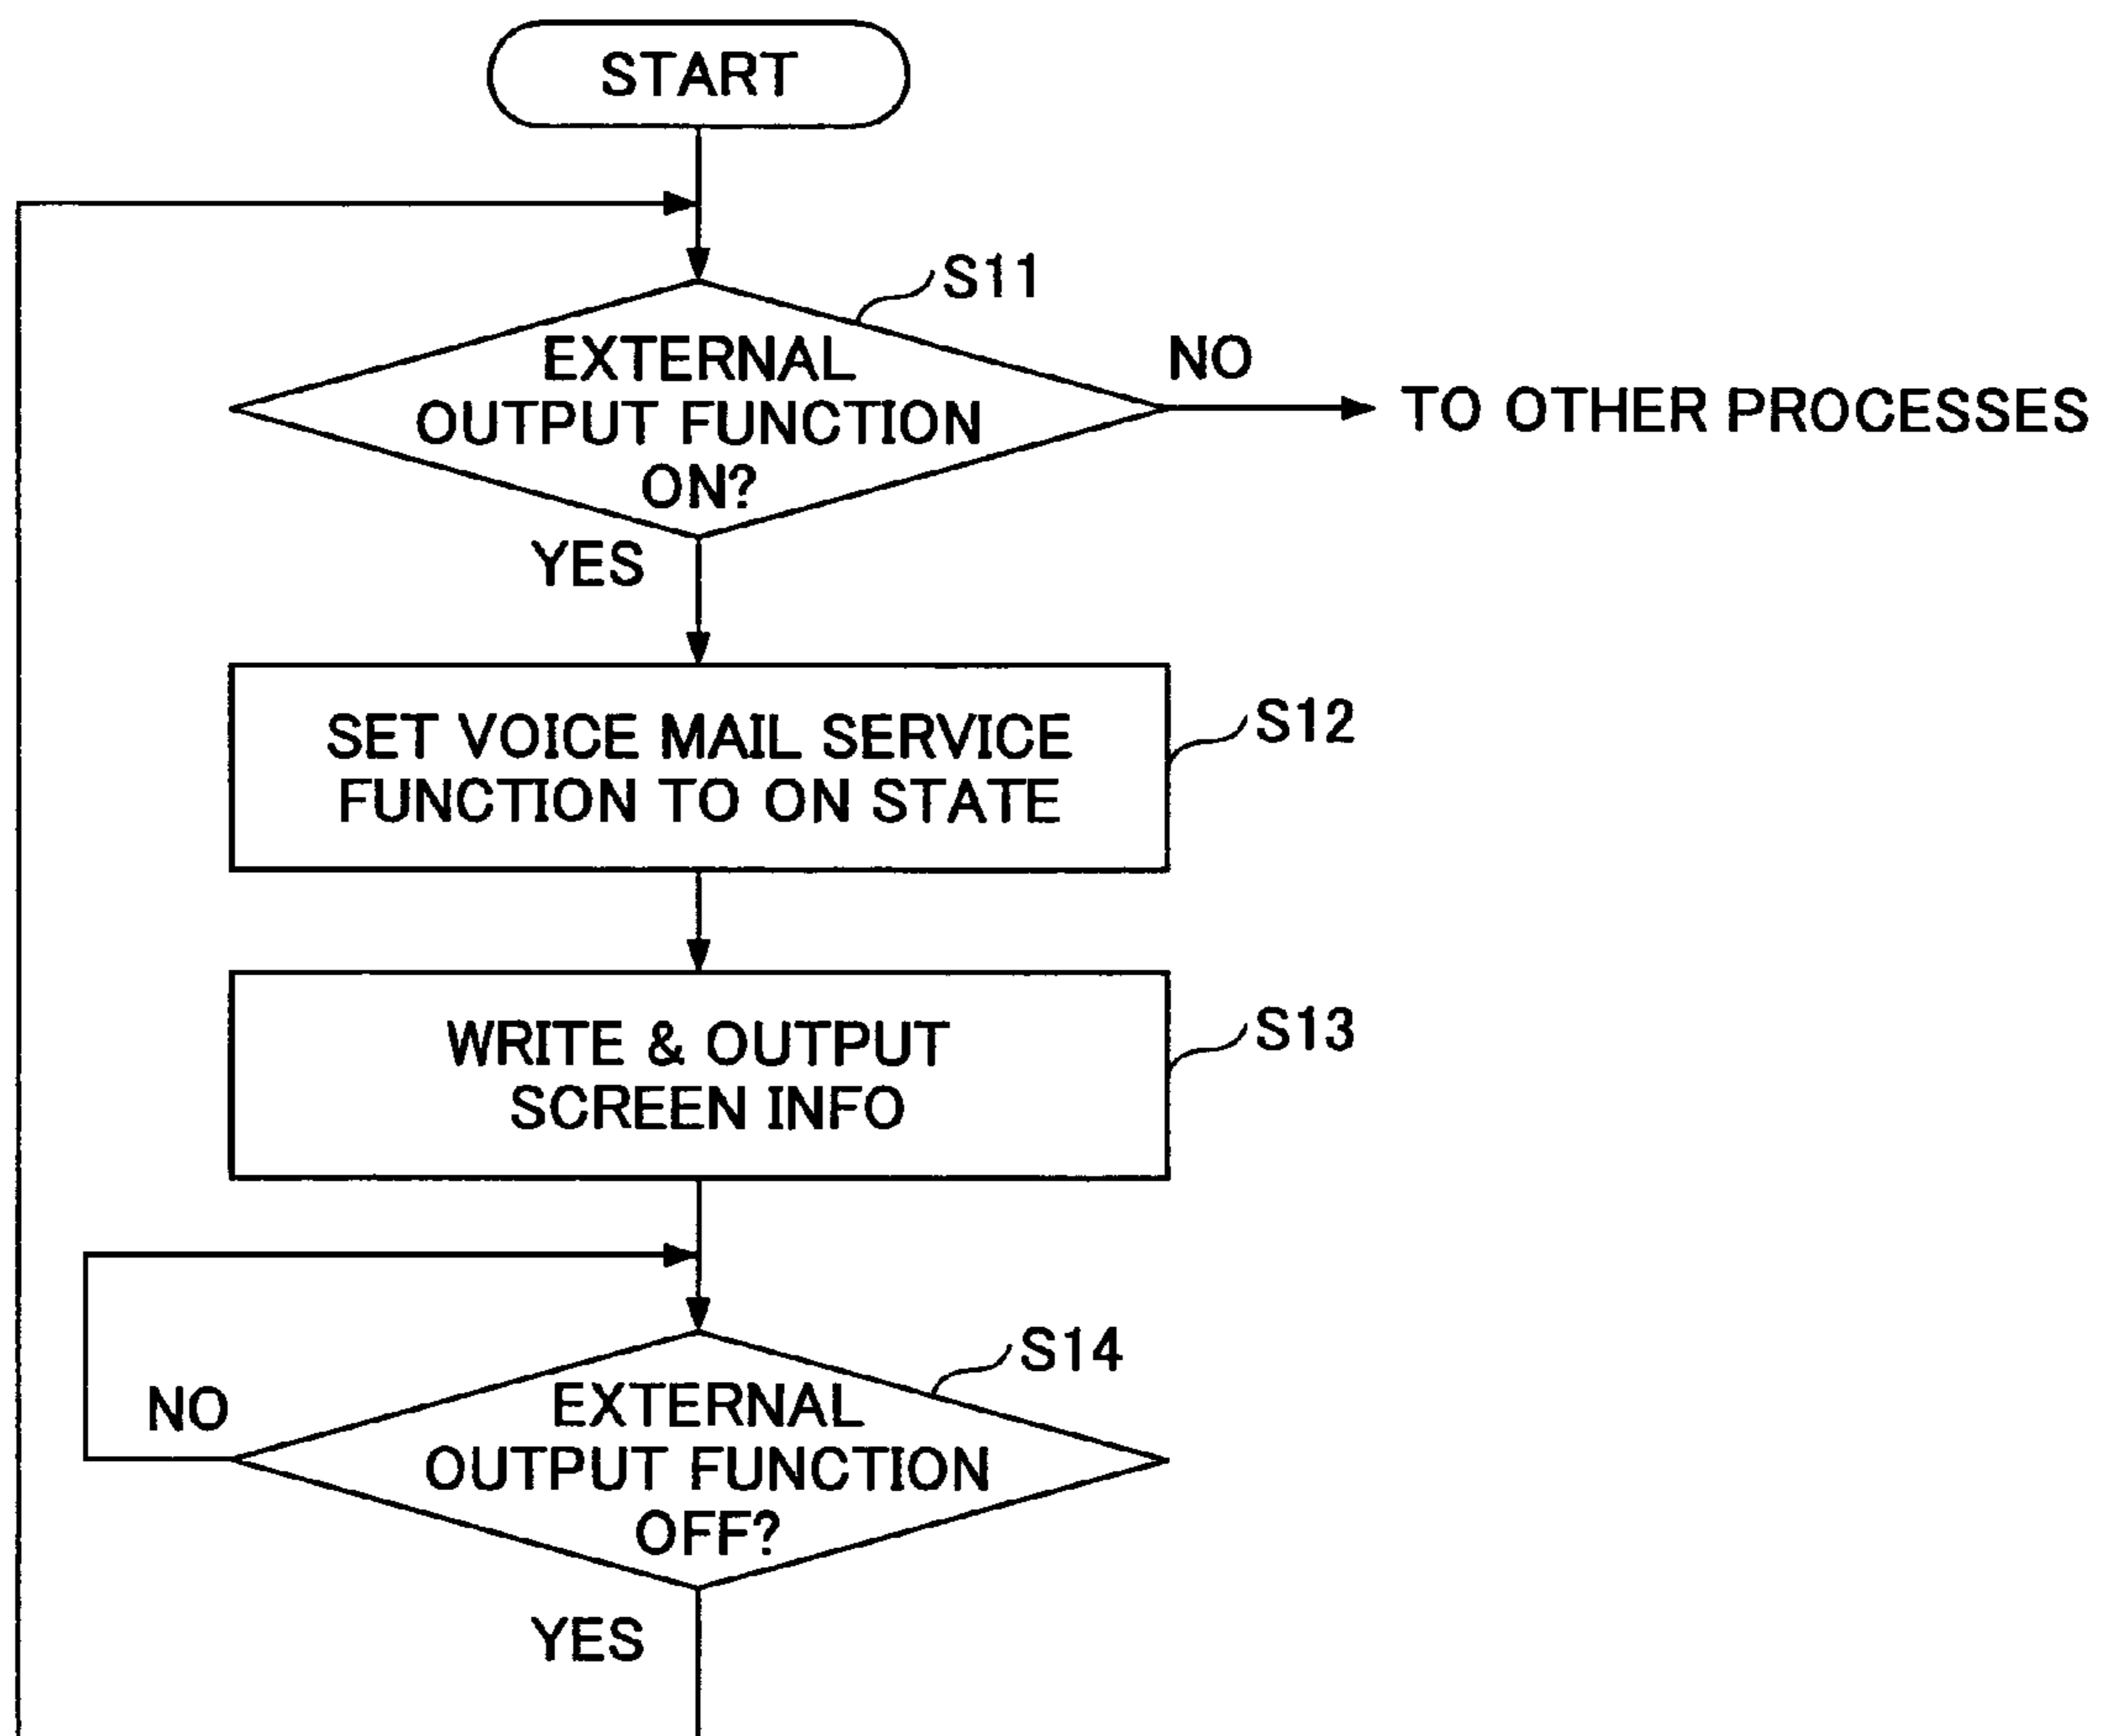 START
S11
EXTERNAL
OUTPUT FUNCTION
ON?
NO
TO OTHER PROCESSES
YES
SET VOICE MAIL SERVICE
FUNCTION TO ON STATE
S12
WRITE & OUTPUT
SCREEN INFO
S13
S14
NO
EXTERNAL
OUTPUT FUNCTION
OFF?
YES